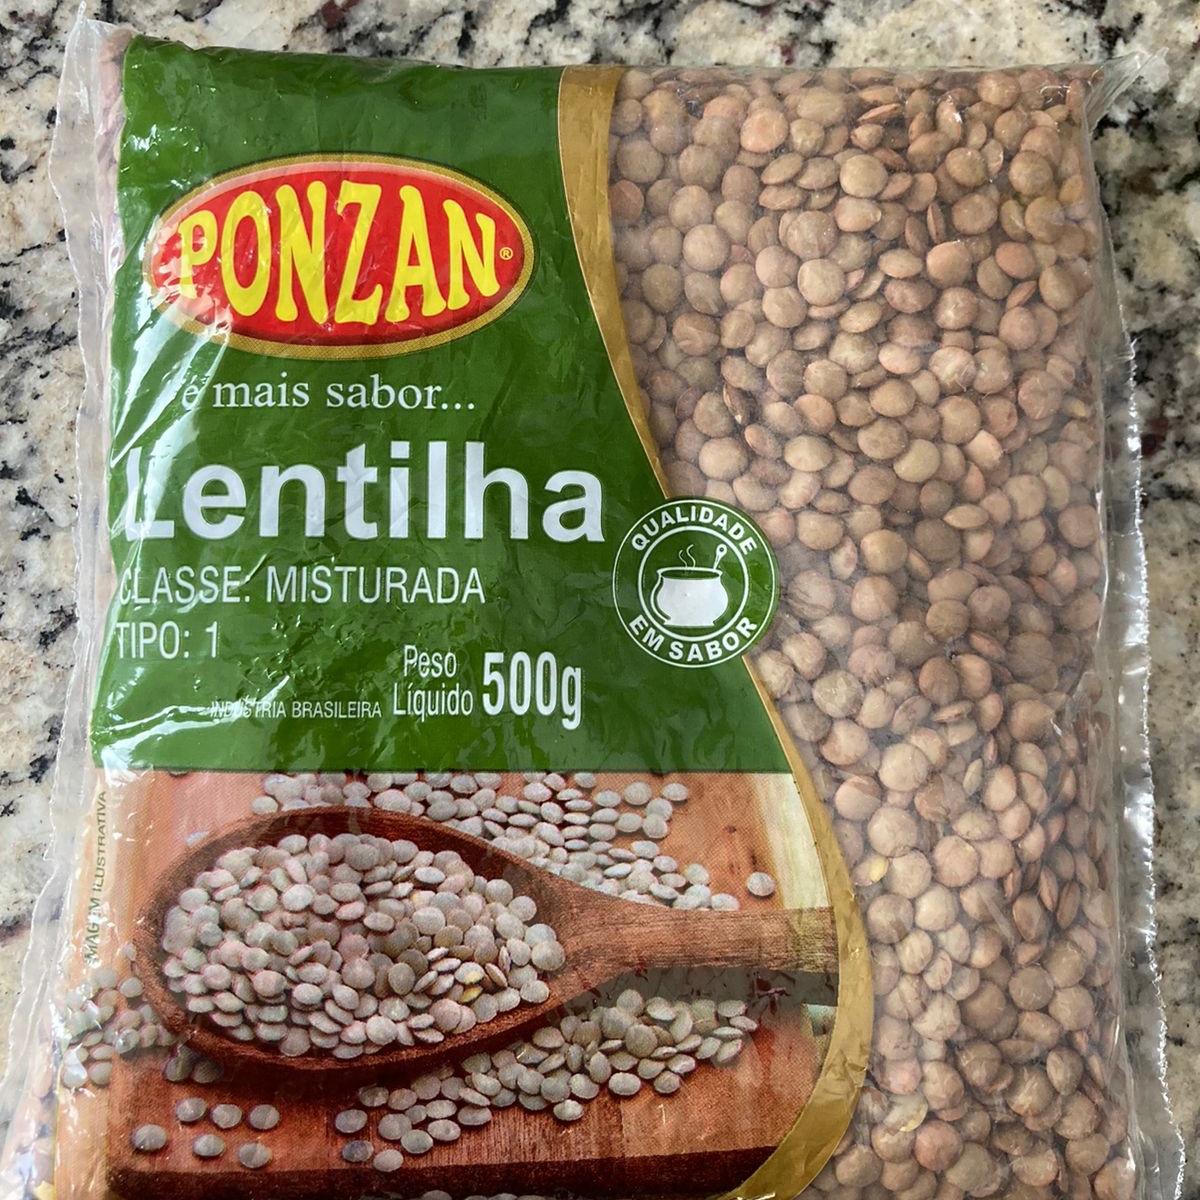 PONZAN®
é mais sabor...
Lentilha
CLASSE: MISTURADA
TIPO: 1
Peso
Líquido 500g
INDÚSTRIA BRASILEIRA
QUALIDADE
EM SABOR
IMAGEM ILUSTRATIVA